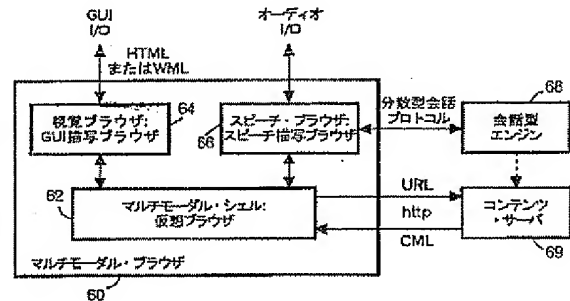 GUI
I/O
オーディオ
I/O
HTML
またはWML
視覚ブラウザ:
GUI描写ブラウザ
64
スピーチ・ブラウザ:
スピーチ描写ブラウザ
66
分散型会話
プロトコル
68
会話型
エンジン
62
マルチモーダル・シェル:
仮想ブラウザ
URL
http
CML
コンテンツ
・サーバ
69
マルチモーダル・ブラウザ
60